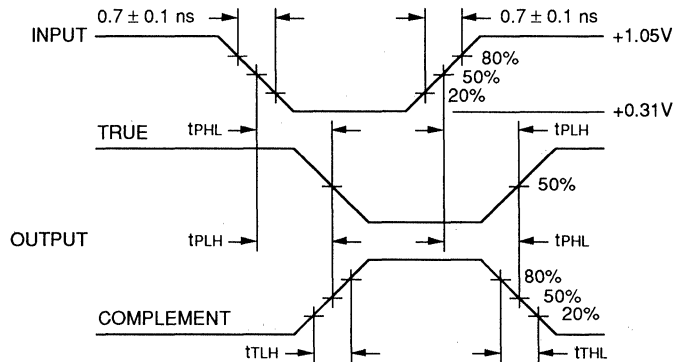 0.7 ± 0.1 ns
0.7 ± 0.1 ns
INPUT
+1.05V
80%
50%
20%
+0.31V
TRUE
tPHL
tPLH
50%
OUTPUT
tPLH
tPHL
80%
50%
20%
COMPLEMENT
tTLH
tTHL